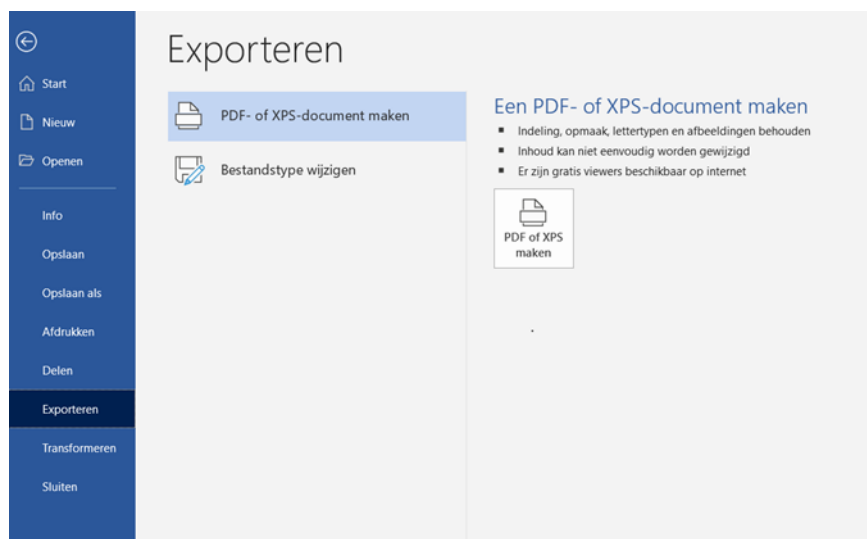 Start
Nieuw
Openen
Info
Opslaan
Opslaan als
Afdrukken
Delen
Exporteren
Transformeren
Sluiten
Exporteren
PDF- of XPS-document maken
Bestandstype wijzigen
Een PDF- of XPS-document maken
Indeling, opmaak, lettertypen en afbeeldingen behouden
Inhoud kan niet eenvoudig worden gewijzigd
Er zijn gratis viewers beschikbaar op internet
PDF of XPS
maken